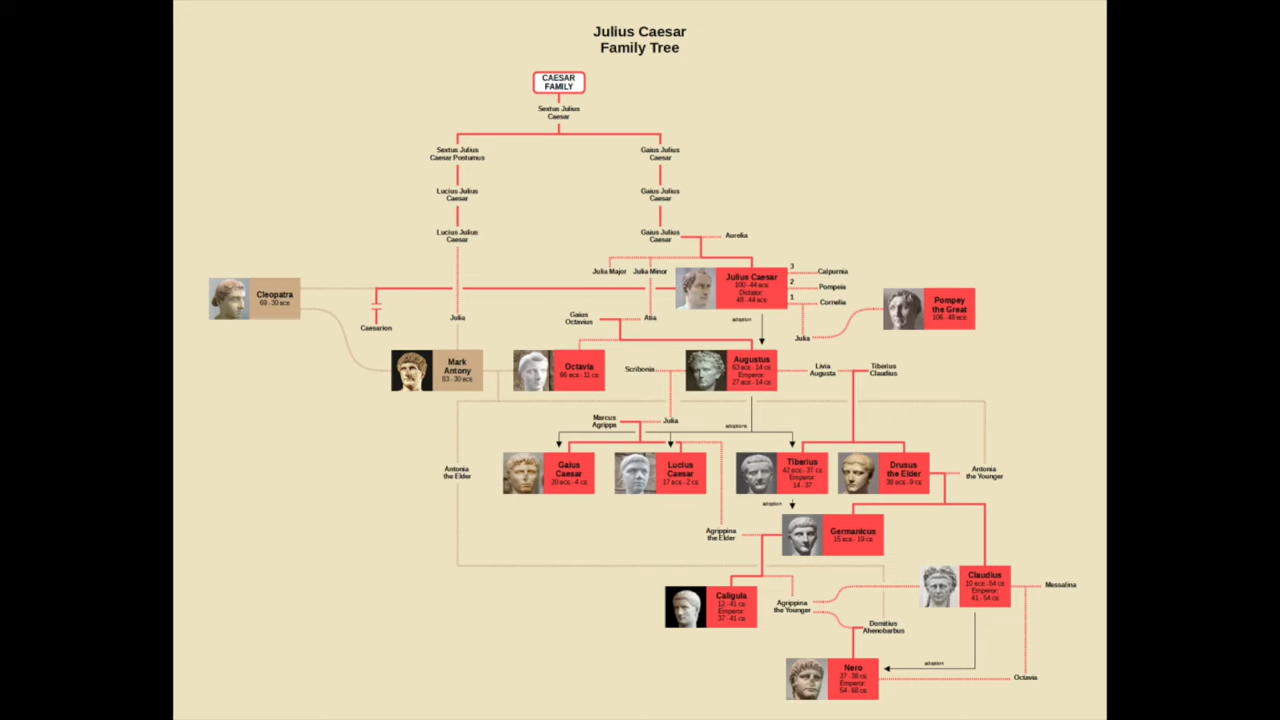 Julius Caesar
Family Tree
CAESAR
FAMILY
Sextus Julius
Caesar
Sextus Julius
Caesar Postumus
Gaius Julius
Caesar
Lucius Julius
Caesar
Gaius Julius
Caesar
Lucius Julius
Caesar
Gaius Julius
Caesar
Aurelia
Julia Major
Julia Minor
Julius Caesar
100 - 44 BCE
Dictator:
48 - 44 BCE
3
Calpurnia
2
Pompeia
1
Cornelia
Cleopatra
69 - 30 BCE
Pompey
the Great
106 - 48 BCE
Caesarion
Julia
Gaius
Octavius
Atia
adoption
Julia
Mark
Antony
83 - 30 BCE
Octavia
66 BCE - 11 CE
Scribonia
Augustus
63 BCE - 14 CE
Emperor:
27 BCE - 14 CE
Livia
Augusta
Tiberius
Claudius
Marcus
Agrippa
Julia
adoptions
Antonia
the Elder
Gaius
Caesar
20 BCE - 4 CE
Lucius
Caesar
17 BCE - 2 CE
Tiberius
42 BCE - 37 CE
Emperor:
14 - 37
Drusus
the Elder
38 BCE - 9 CE
Antonia
the Younger
adoption
Agrippina
the Elder
Germanicus
15 BCE - 19 CE
Caligula
12 - 41 CE
Emperor:
37 - 41 CE
Agrippina
the Younger
Claudius
10 BCE - 54 CE
Emperor:
41 - 54 CE
Messalina
Domitius
Ahenobarbus
adoption
Nero
37 - 38 CE
Emperor:
54 - 68 CE
Octavia